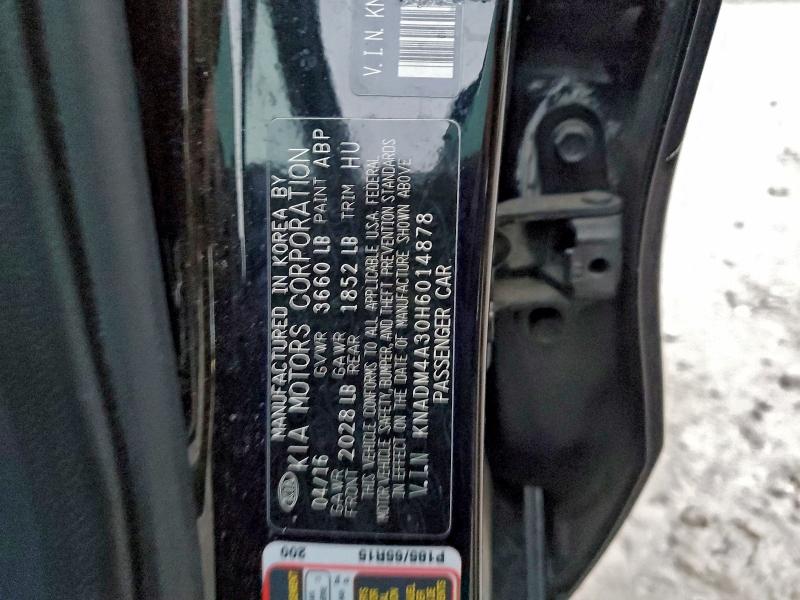 V.I.N. KN
MANUFACTURED IN KOREA BY
KIA MOTORS CORPORATION
04/16 GVWR 3660 LB PAINT ABP
GAWR FRONT 2028 LB GAWR REAR 1852 LB TRIM HU
THIS VEHICLE CONFORMS TO ALL APPLICABLE U.S.A. FEDERAL
MOTOR VEHICLE SAFETY, BUMPER, AND THEFT PREVENTION STANDARDS
IN EFFECT ON THE DATE OF MANUFACTURE SHOWN ABOVE
V.I.N KNADM4A30H6014878
PASSENGER CAR
KIA
P185/65R15
200